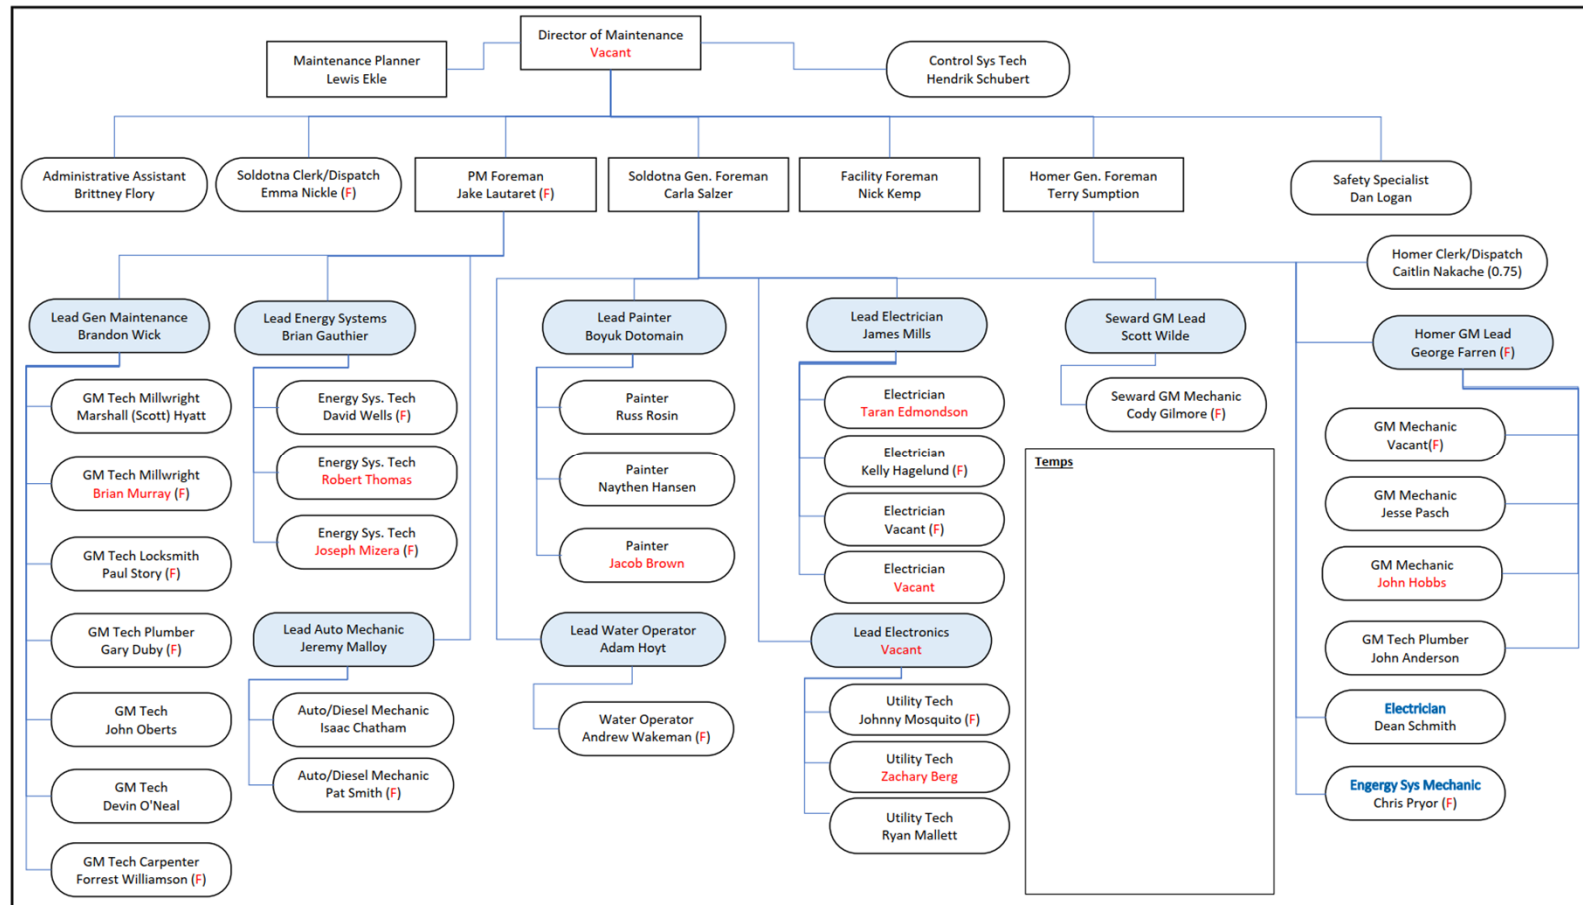 Director of Maintenance
Vacant
Maintenance Planner
Lewis Ekle
Control Sys Tech
Hendrik Schubert
Administrative Assistant
Brittney Flory
Soldotna Clerk/Dispatch
Emma Nickle (F)
PM Foreman
Jake Lautaret (F)
Soldotna Gen. Foreman
Carla Salzer
Facility Foreman
Nick Kemp
Homer Gen. Foreman
Terry Sumption
Safety Specialist
Dan Logan
Homer Clerk/Dispatch
Caitlin Nakache (0.75)
Lead Gen Maintenance
Brandon Wick
GM Tech Millwright
Marshall (Scott) Hyatt
GM Tech Millwright
Brian Murray (F)
GM Tech Locksmith
Paul Story (F)
GM Tech Plumber
Gary Duby (F)
GM Tech
John Oberts
GM Tech
Devin O'Neal
GM Tech Carpenter
Forrest Williamson (F)
Lead Energy Systems
Brian Gauthier
Energy Sys. Tech
David Wells (F)
Energy Sys. Tech
Robert Thomas
Energy Sys. Tech
Joseph Mizera (F)
Lead Auto Mechanic
Jeremy Malloy
Auto/Diesel Mechanic
Isaac Chatham
Auto/Diesel Mechanic
Pat Smith (F)
Lead Painter
Boyuk Dotomain
Painter
Russ Rosin
Painter
Naythen Hansen
Painter
Jacob Brown
Lead Water Operator
Adam Hoyt
Water Operator
Andrew Wakeman (F)
Lead Electrician
James Mills
Electrician
Taran Edmondson
Electrician
Kelly Hagelund (F)
Electrician
Vacant (F)
Electrician
Vacant
Lead Electronics
Vacant
Utility Tech
Johnny Mosquito (F)
Utility Tech
Zachary Berg
Utility Tech
Ryan Mallett
Seward GM Lead
Scott Wilde
Seward GM Mechanic
Cody Gilmore (F)
Temps
Homer GM Lead
George Farren (F)
GM Mechanic
Vacant(F)
GM Mechanic
Jesse Pasch
GM Mechanic
John Hobbs
GM Tech Plumber
John Anderson
Electrician
Dean Schmith
Engergy Sys Mechanic
Chris Pryor (F)